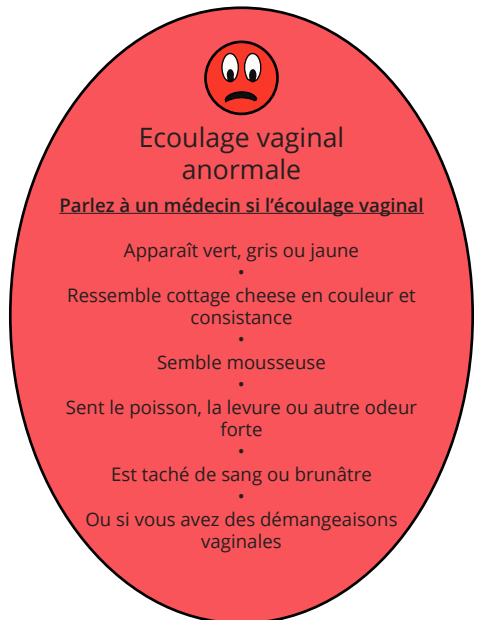 Ecoulage vaginal
anormale
Parlez à un médecin si l’écoulage vaginal
Apparaît vert, gris ou jaune
•
Ressemble cottage cheese en couleur et
consistance
•
Semble mousseuse
•
Sent le poisson, la levure ou autre odeur
forte
•
Est taché de sang ou brunâtre
•
Ou si vous avez des démangeaisons
vaginales